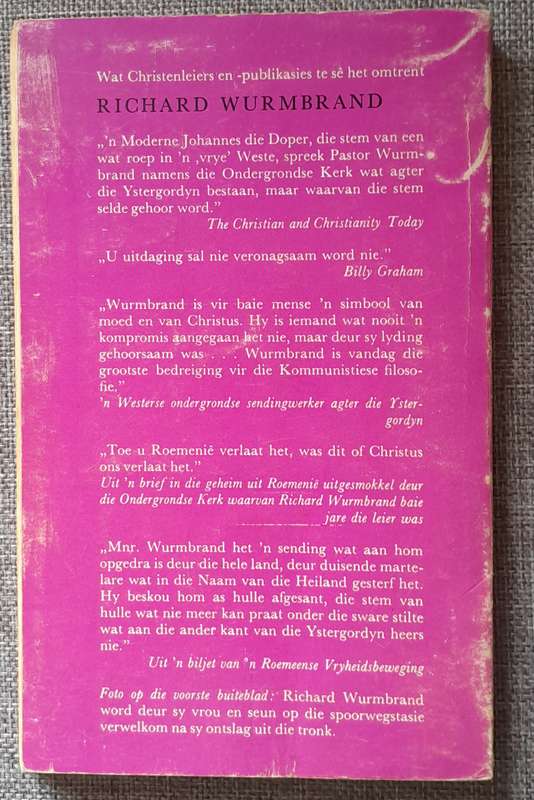 Wat Christenleiers en -publikasies te sê het omtrent
RICHARD WURMBRAND
„'n Moderne Johannes die Doper, die stem van een
wat roep in 'n ‚vrye' Weste, spreek Pastor Wurm-
brand namens die Ondergrondse Kerk wat agter
die Ystergordyn bestaan, maar waarvan die stem
selde gehoor word.”
The Christian and Christianity Today
„U uitdaging sal nie veronagsaam word nie.”
Billy Graham
„Wurmbrand is vir baie mense 'n simbool van
moed en van Christus. Hy is iemand wat nooit 'n
kompromis aangegaan het nie, maar deur sy lyding
gehoorsaam was . . . Wurmbrand is vandag die
grootste bedreiging vir die Kommunistiese filoso-
fie.”
'n Westerse ondergrondse sendingwerker agter die Yster-
gordyn
„Toe u Roemenië verlaat het, was dit of Christus
ons verlaat het.”
Uit 'n brief in die geheim uit Roemenië uitgesmokkel deur
die Ondergrondse Kerk waarvan Richard Wurmbrand baie
jare die leier was
„Mnr. Wurmbrand het 'n sending wat aan hom
opgedra is deur die hele land, deur duisende marte-
lare wat in die Naam van die Heiland gesterf het.
Hy beskou hom as hulle afgesant, die stem van
hulle wat nie meer kan praat onder die sware stilte
wat aan die ander kant van die Ystergordyn heers
nie.”
Uit 'n biljet van 'n Roemeense Vryheidsbeweging
Foto op die voorste buiteblad: Richard Wurmbrand
word deur sy vrou en seun op die spoorwegstasie
verwelkom na sy ontslag uit die tronk.